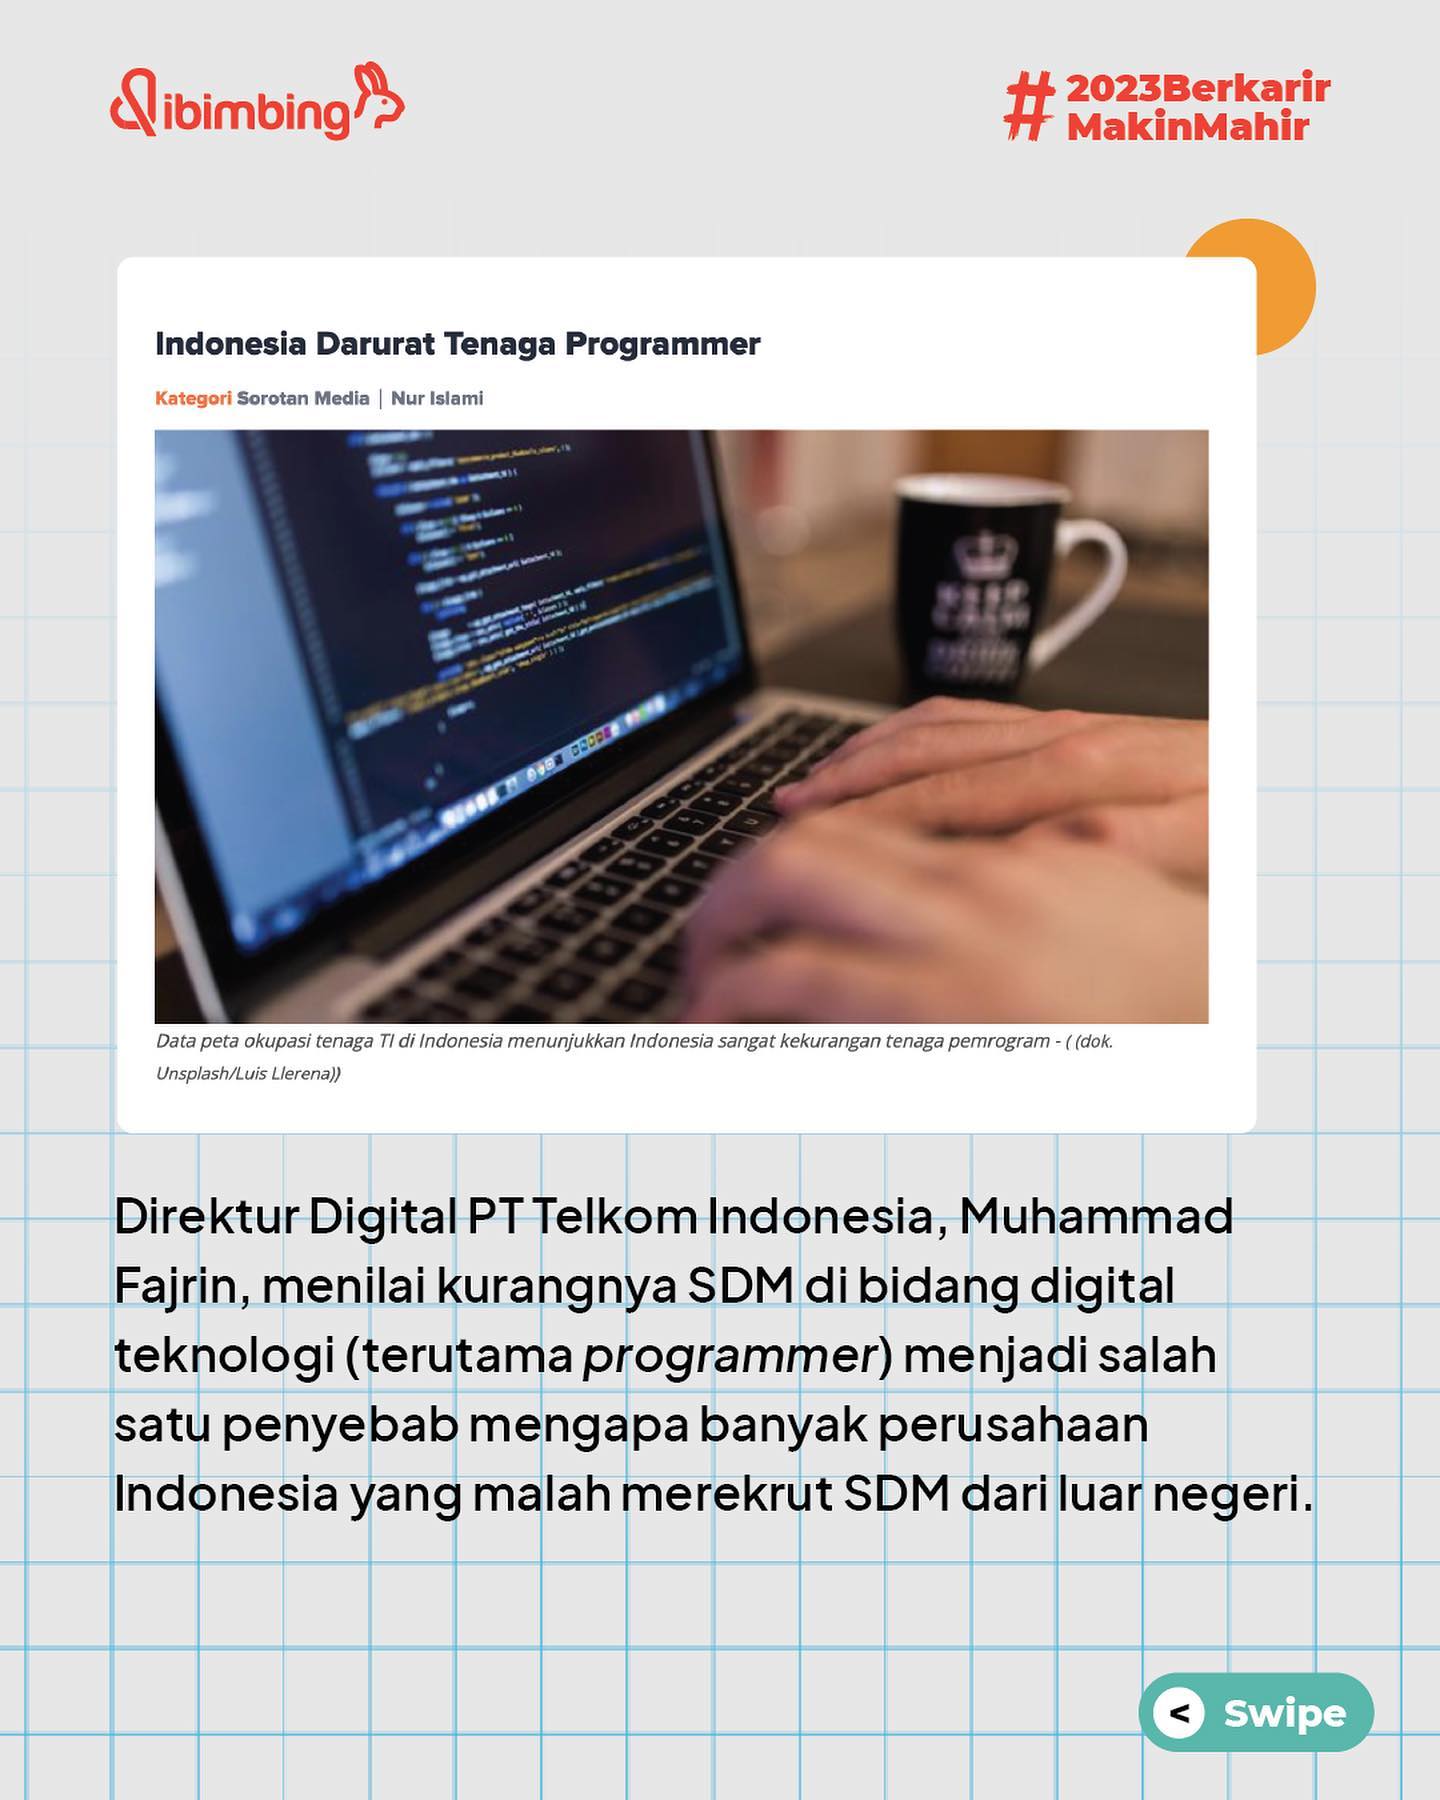 dibimbing
#2023Berkarir
MakinMahir
Indonesia Darurat Tenaga Programmer
Kategori Sorotan Media | Nur Islami
KEEP
CALM
Data peta okupasi tenaga TI di Indonesia menunjukkan Indonesia sangat kekurangan tenaga pemrogram - ( (dok.
Unsplash/Luis Llerena))
Direktur Digital PT Telkom Indonesia, Muhammad
Fajrin, menilai kurangnya SDM di bidang digital
teknologi (terutama programmer) menjadi salah
satu penyebab mengapa banyak perusahaan
Indonesia yang malah merekrut SDM dari luar negeri.
< Swipe